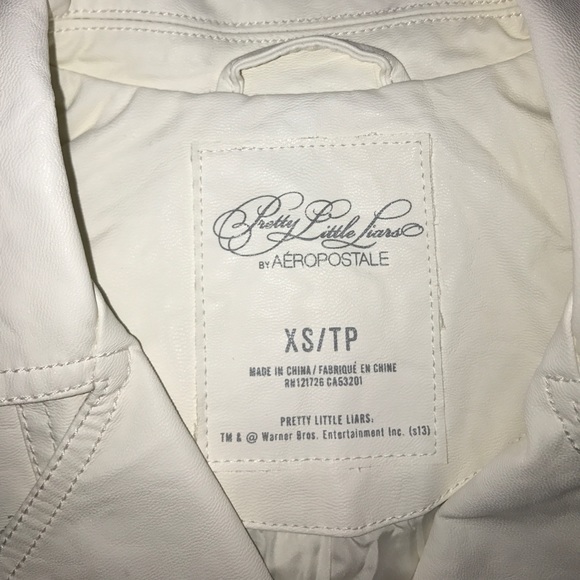 Pretty Little Liars
BY AÉROPOSTALE
XS/TP
MADE IN CHINA / FABRIQUÉ EN CHINE
RN121726 CA53201
PRETTY LITTLE LIARS:
TM & @ Warner Bros. Entertainment Inc. (s13)